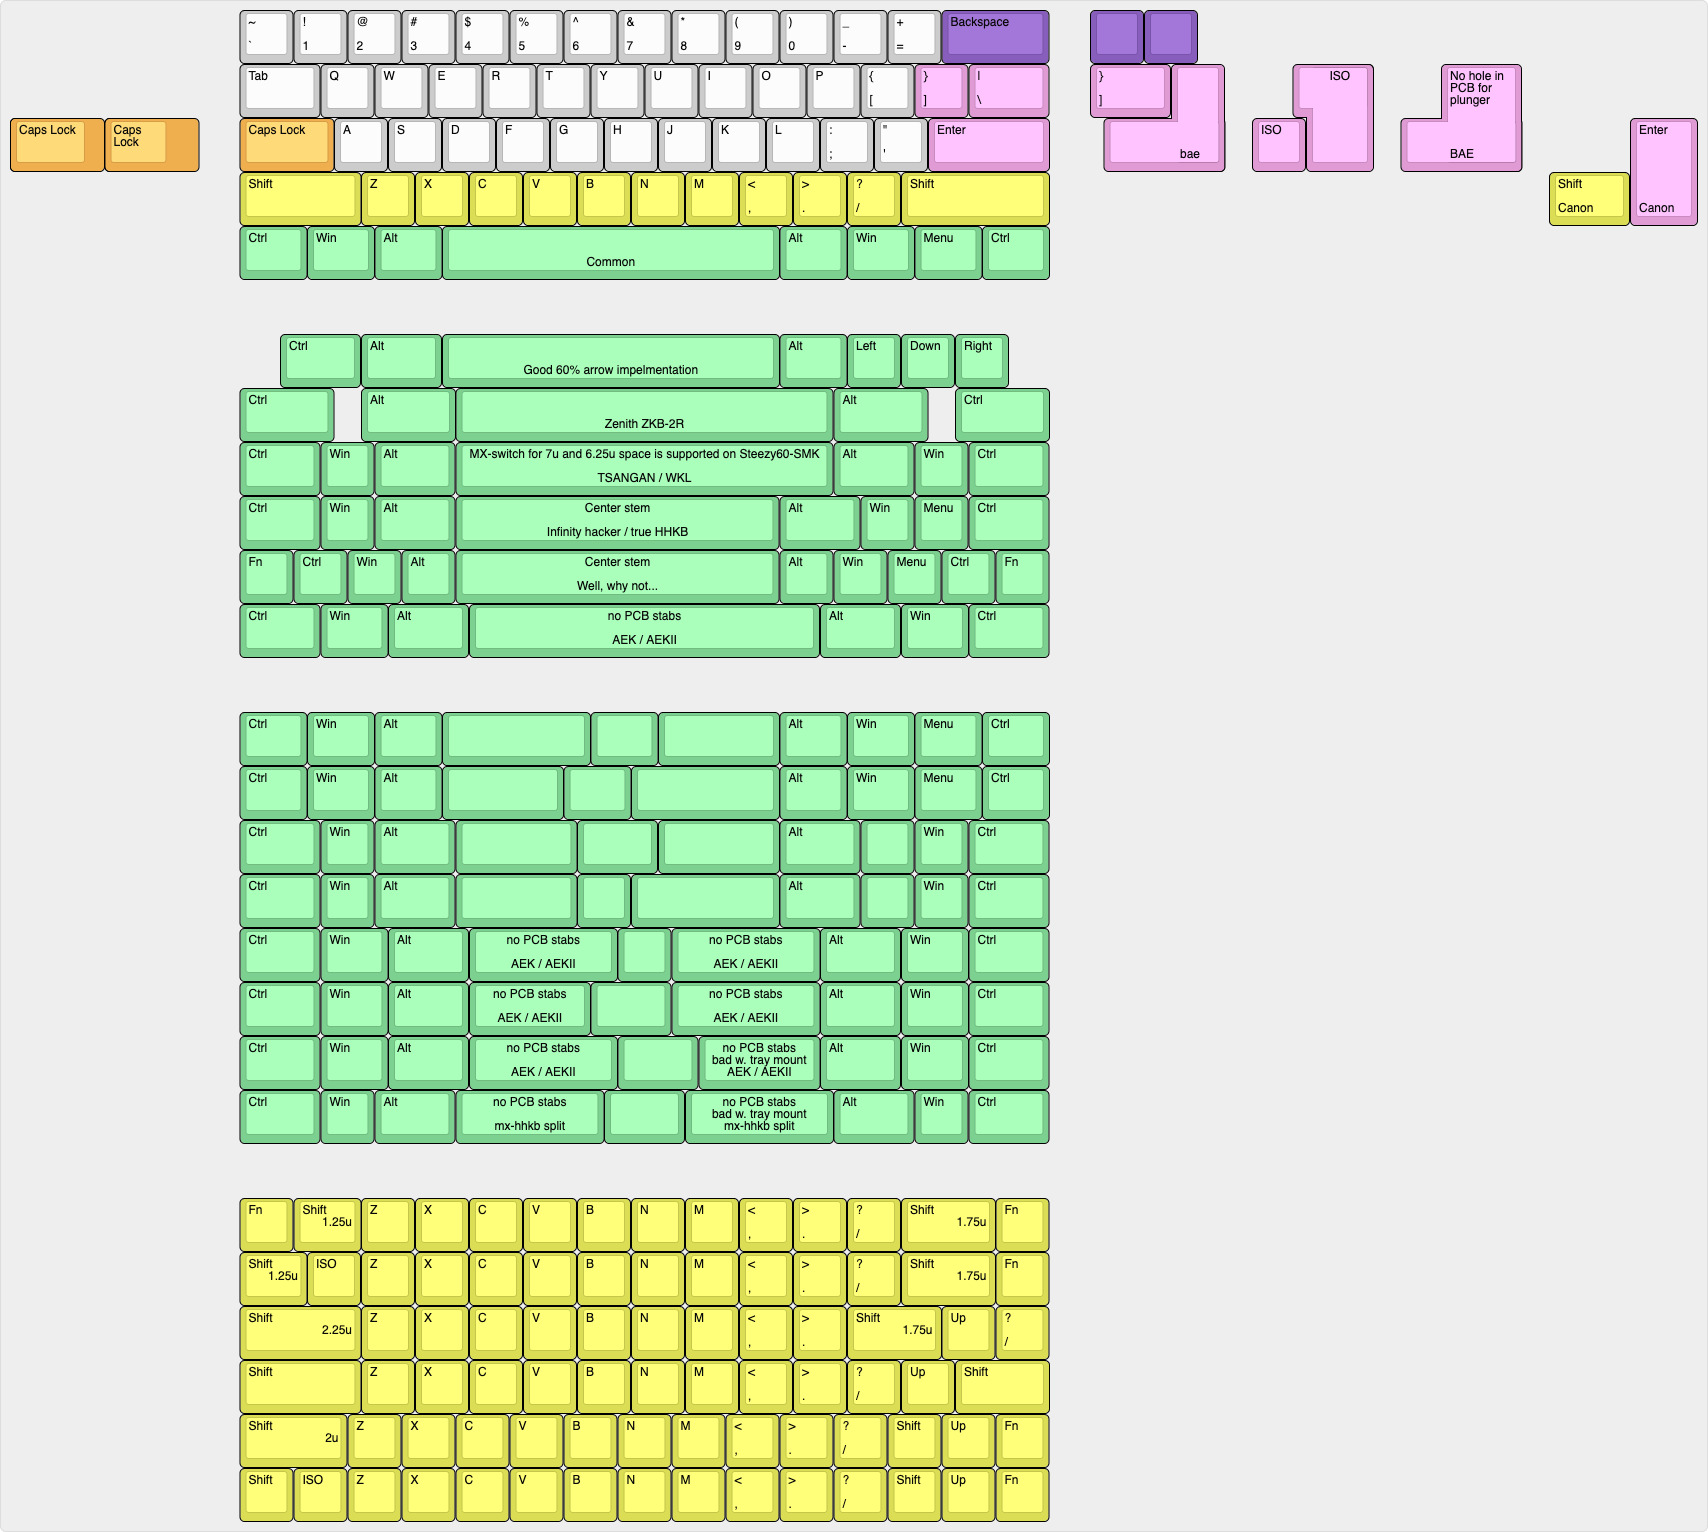 ~ ! @ # $ % ^ & * ( ) _ + Backspace
` 1 2 3 4 5 6 7 8 9 0 - =
Tab Q W E R T Y U I O P { } |
[ ] \
} ISO No hole in
PCB for
plunger
]
Caps Lock Caps
Lock
Caps Lock A S D F G H J K L : " Enter
; '
bae ISO BAE Enter
Canon
Shift Z X C V B N M < > ? Shift
, . /
Shift
Canon
Ctrl Win Alt Common Alt Win Menu Ctrl
Ctrl Alt Good 60% arrow impelmentation Alt Left Down Right
Ctrl Alt Zenith ZKB-2R Alt Ctrl
Ctrl Win Alt MX-switch for 7u and 6.25u space is supported on Steezy60-SMK Alt Win Ctrl
TSANGAN / WKL
Ctrl Win Alt Center stem Alt Win Menu Ctrl
Infinity hacker / true HHKB
Fn Ctrl Win Alt Center stem Alt Win Menu Ctrl Fn
Well, why not...
Ctrl Win Alt no PCB stabs Alt Win Ctrl
AEK / AEKII
Ctrl Win Alt Alt Win Menu Ctrl
Ctrl Win Alt Alt Win Menu Ctrl
Ctrl Win Alt Alt Win Ctrl
Ctrl Win Alt Alt Win Ctrl
Ctrl Win Alt no PCB stabs no PCB stabs Alt Win Ctrl
AEK / AEKII AEK / AEKII
Ctrl Win Alt no PCB stabs no PCB stabs Alt Win Ctrl
AEK / AEKII AEK / AEKII
Ctrl Win Alt no PCB stabs no PCB stabs Alt Win Ctrl
bad w. tray mount
AEK / AEKII AEK / AEKII
Ctrl Win Alt no PCB stabs no PCB stabs Alt Win Ctrl
bad w. tray mount
mx-hhkb split mx-hhkb split
Fn Shift Z X C V B N M < > ? Shift Fn
1.25u 1.75u
, . /
Shift ISO Z X C V B N M < > ? Shift Fn
1.25u 1.75u
, . /
Shift Z X C V B N M < > Shift Up ?
2.25u 1.75u
, . /
Shift Z X C V B N M < > ? Up Shift
, . /
Shift Z X C V B N M < > ? Shift Up Fn
2u
, . /
Shift ISO Z X C V B N M < > ? Shift Up Fn
, . /